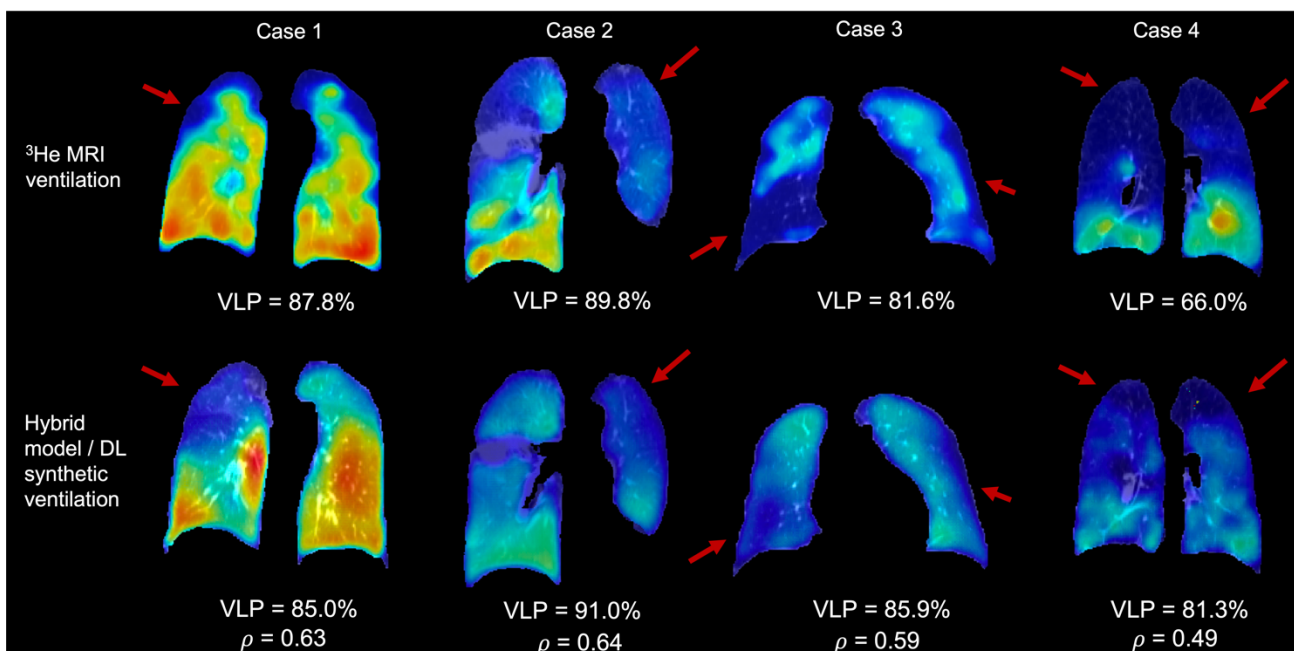 Case 1
Case 2
Case 3
Case 4
³He MRI
ventilation
VLP = 87.8%
VLP = 89.8%
VLP = 81.6%
VLP = 66.0%
Hybrid
model / DL
synthetic
ventilation
VLP = 85.0%
ρ = 0.63
VLP = 91.0%
ρ = 0.64
VLP = 85.9%
ρ = 0.59
VLP = 81.3%
ρ = 0.49